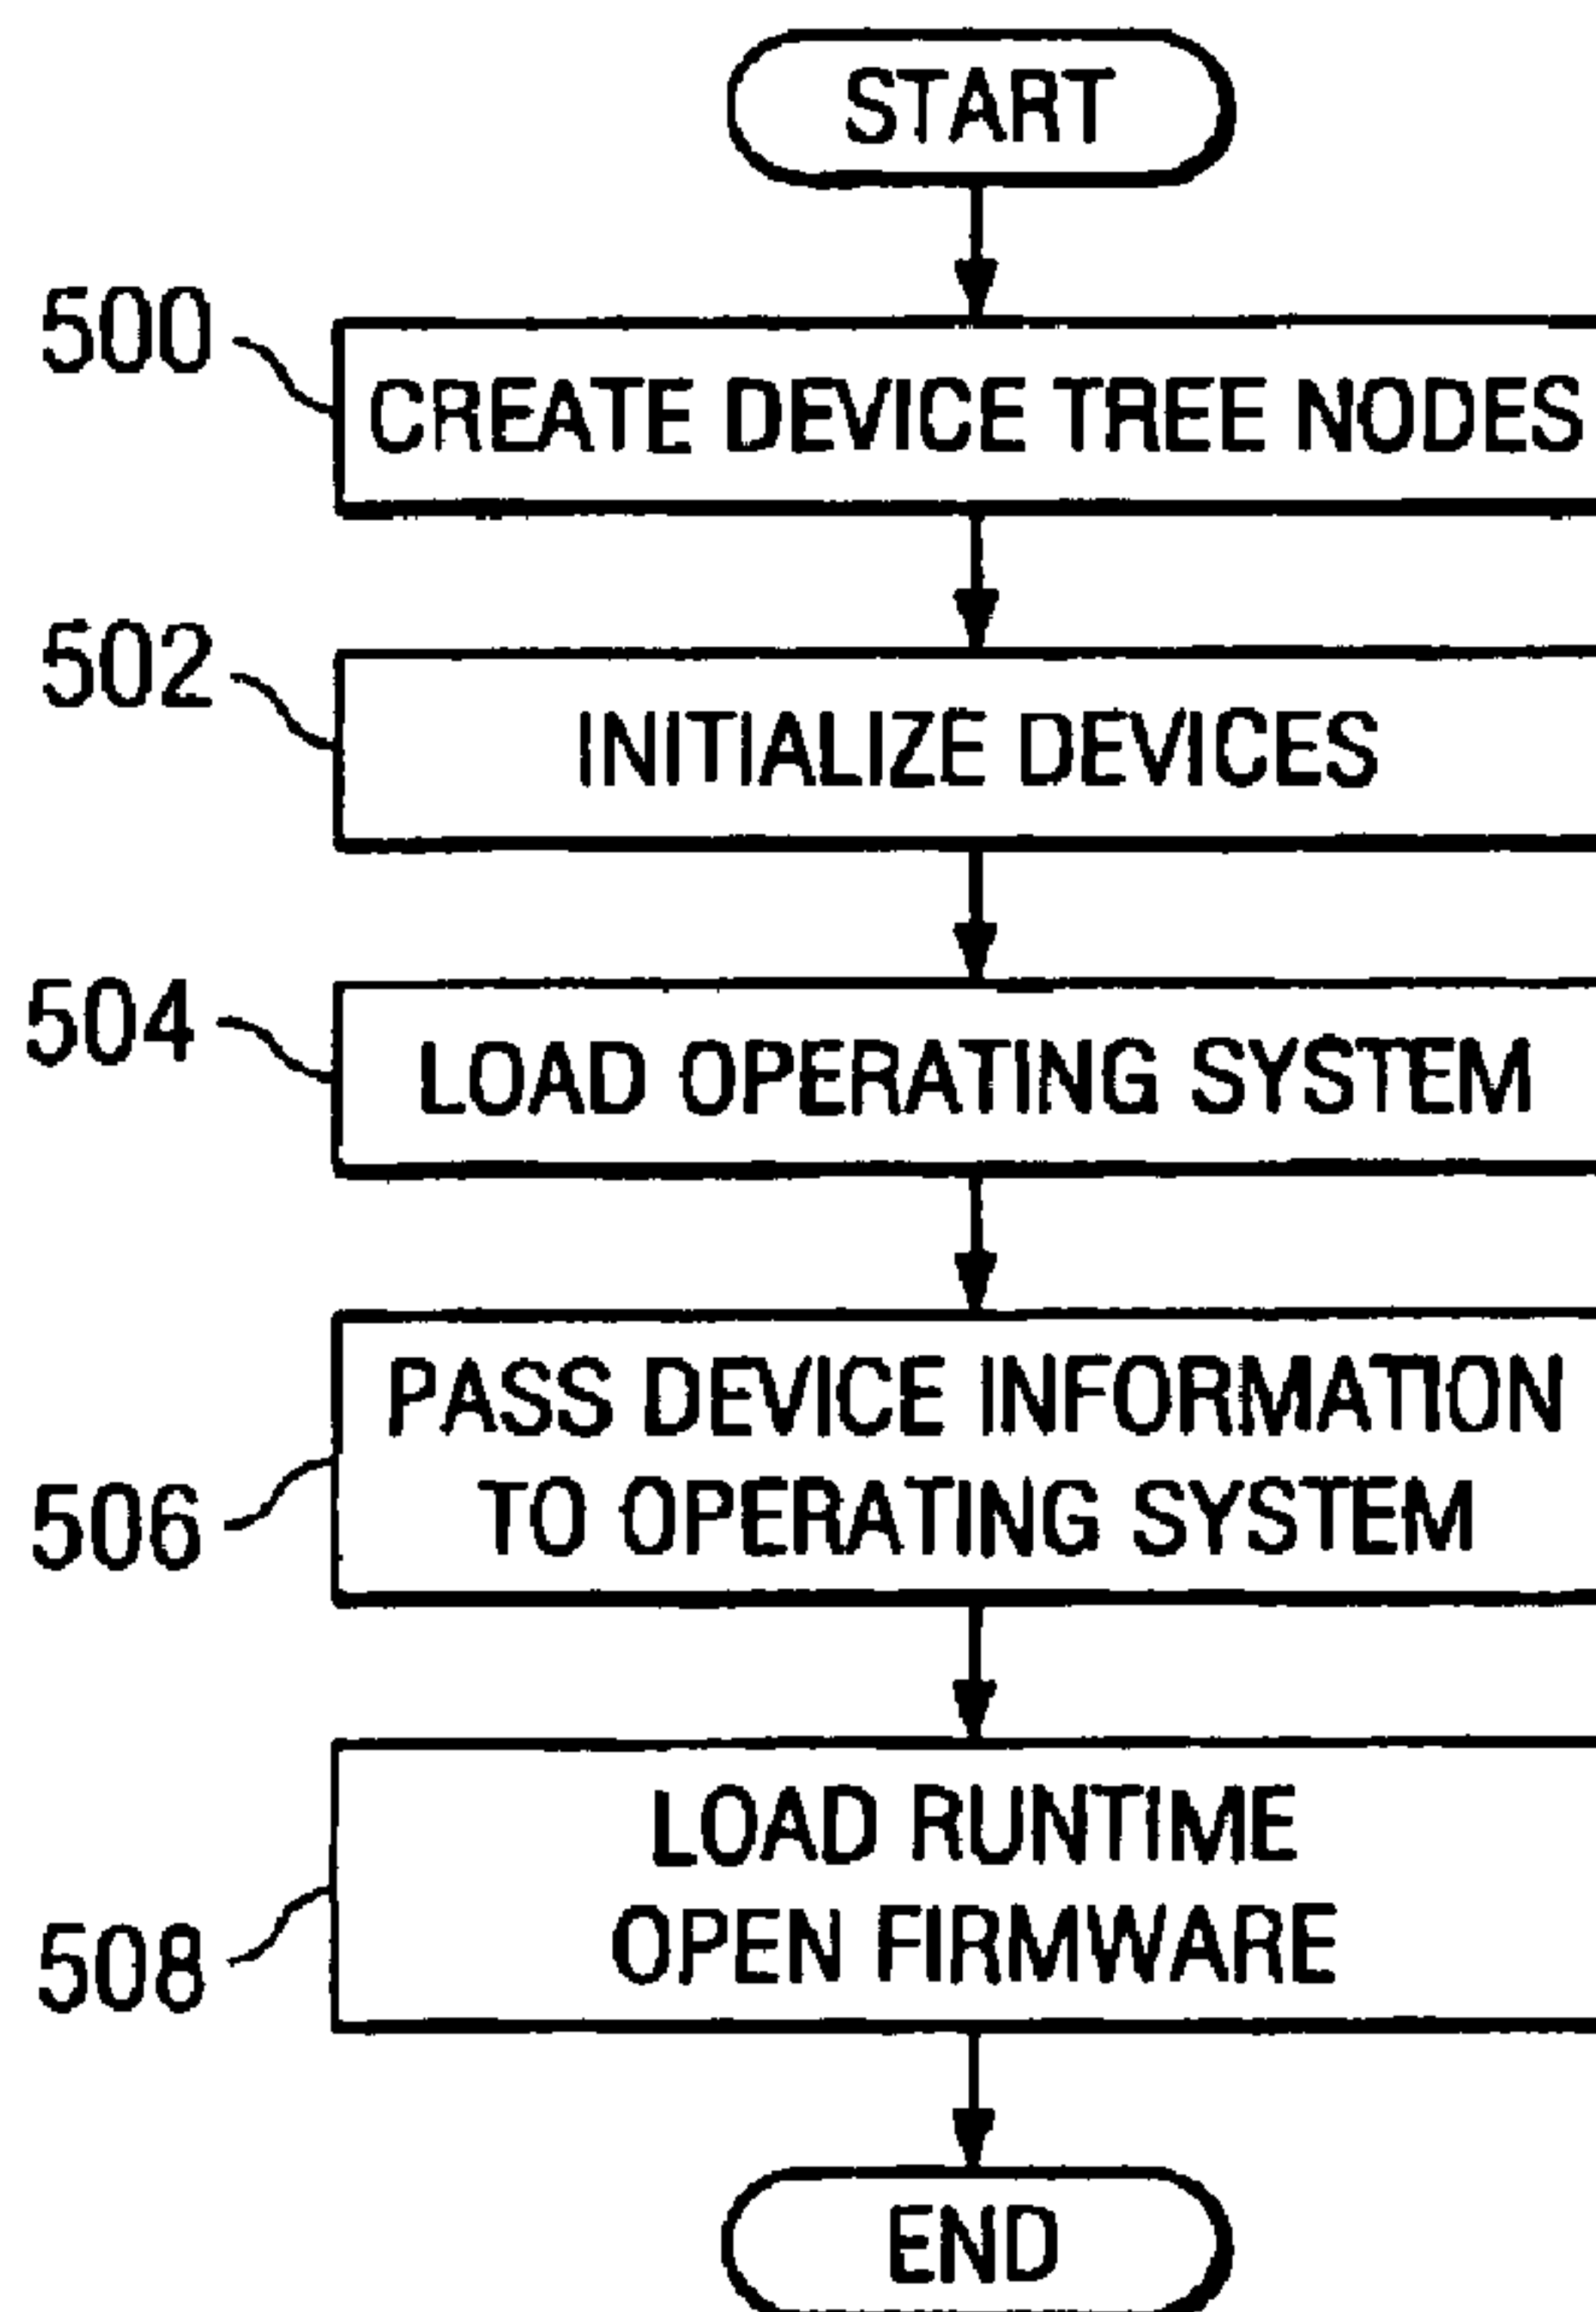 START
500
CREATE DEVICE TREE NODES
502
INITIALIZE DEVICES
504
LOAD OPERATING SYSTEM
PASS DEVICE INFORMATION
TO OPERATING SYSTEM
506
LOAD RUNTIME
OPEN FIRMWARE
508
END